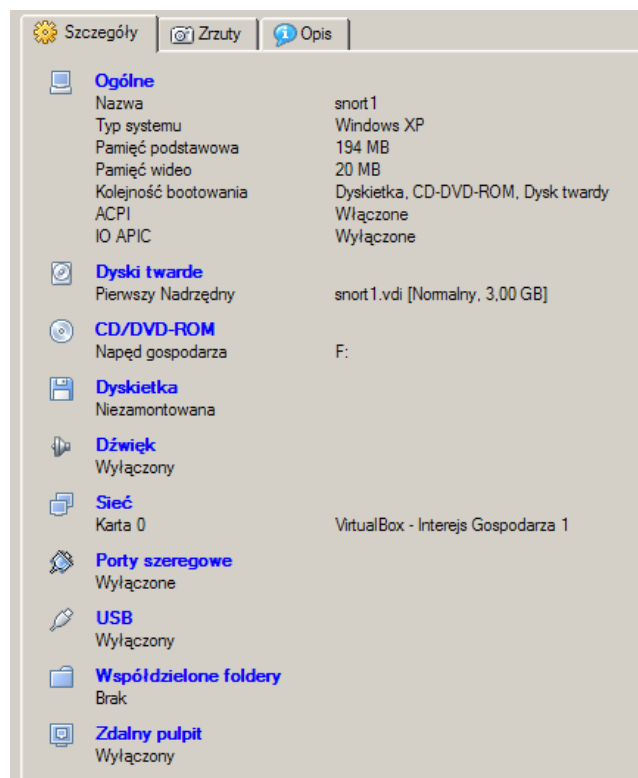 Szczegóły Zrzuty Opis
Ogólne
Nazwa snort1
Typ systemu Windows XP
Pamięć podstawowa 194 MB
Pamięć wideo 20 MB
Kolejność bootowania Dyskietka, CD-DVD-ROM, Dysk twardy
ACPI Włączone
IO APIC Wyłączone
Dyski twarde
Pierwszy Nadrzędny snort1.vdi [Normalny, 3,00 GB]
CD/DVD-ROM
Napęd gospodarza F:
Dyskietka
Niezamontowana
Dźwięk
Wyłączony
Sieć
Karta 0 VirtualBox - Interejs Gospodarza 1
Porty szeregowe
Wyłączone
USB
Wyłączony
Współdzielone foldery
Brak
Zdalny pulpit
Wyłączony